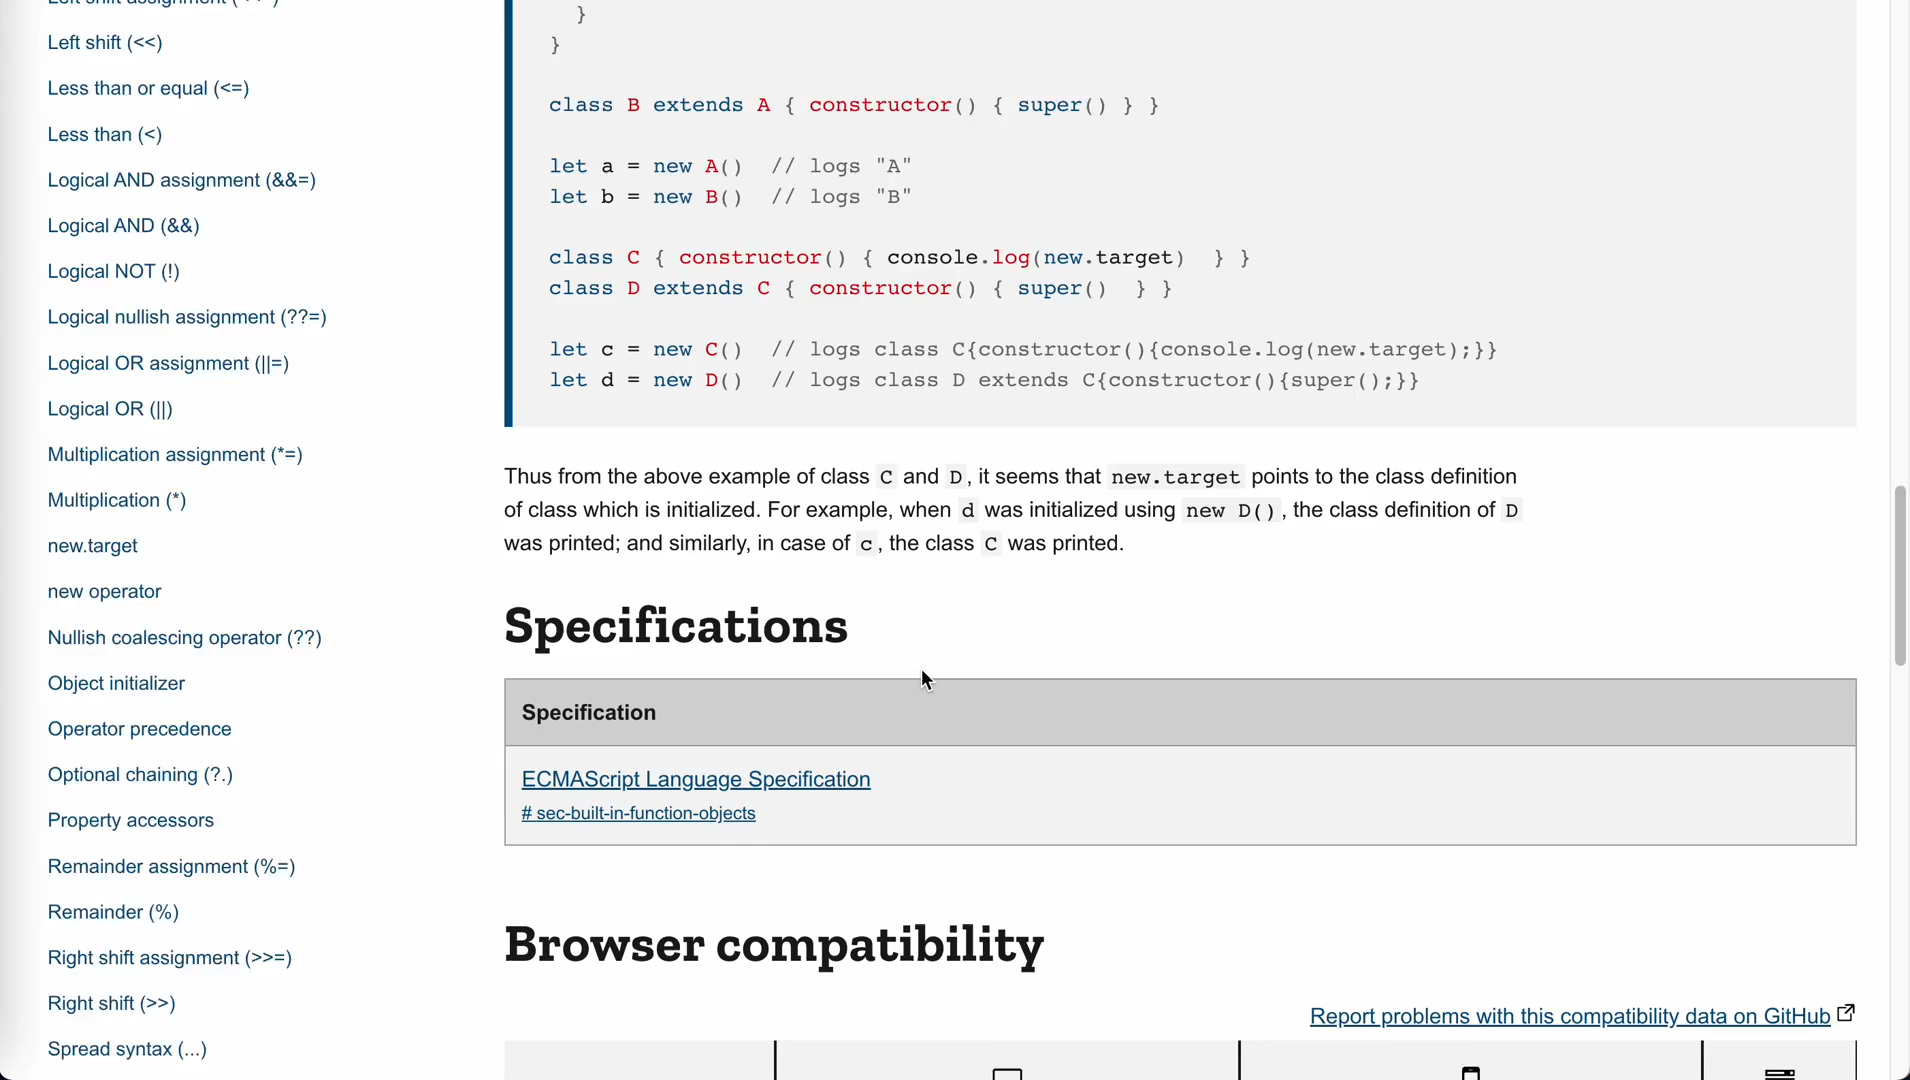 Left shift (<<)
Less than or equal (<=)
Less than (<)
Logical AND assignment (&&=)
Logical AND (&&)
Logical NOT (!)
Logical nullish assignment (??=)
Logical OR assignment (||=)
Logical OR (||)
Multiplication assignment (*=)
Multiplication (*)
new.target
new operator
Nullish coalescing operator (??)
Object initializer
Operator precedence
Optional chaining (?.)
Property accessors
Remainder assignment (%=)
Remainder (%)
Right shift assignment (>>=)
Right shift (>>)
Spread syntax (...)
}
}
class B extends A { constructor() { super() } }
let a = new A()  // logs "A"
let b = new B()  // logs "B"
class C { constructor() { console.log(new.target)  } }
class D extends C { constructor() { super()  } }
let c = new C()  // logs class C{constructor(){console.log(new.target);}}
let d = new D()  // logs class D extends C{constructor(){super();}}
Thus from the above example of class C and D, it seems that new.target points to the class definition
of class which is initialized. For example, when d was initialized using new D(), the class definition of D
was printed; and similarly, in case of c, the class C was printed.
Specifications
Specification
ECMAScript Language Specification
# sec-built-in-function-objects
Browser compatibility
Report problems with this compatibility data on GitHub